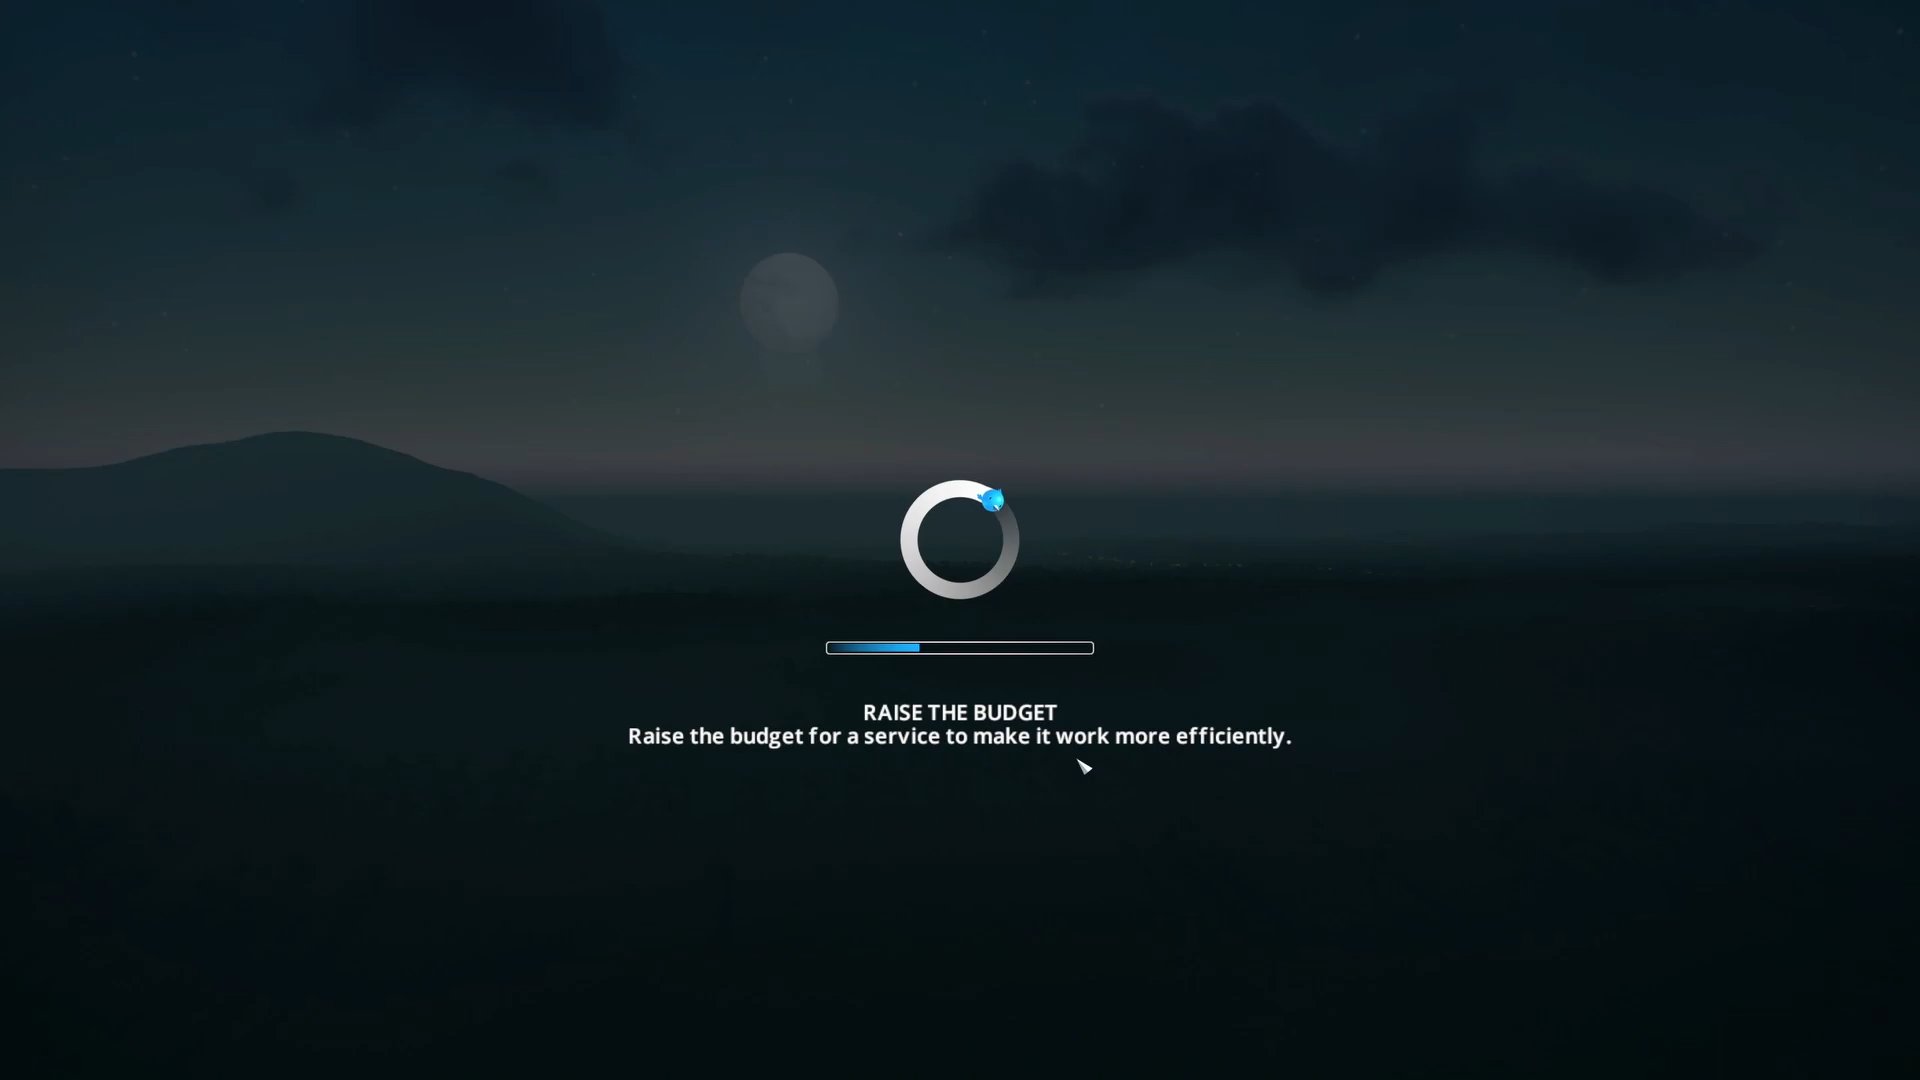 RAISE THE BUDGET
Raise the budget for a service to make it work more efficiently.